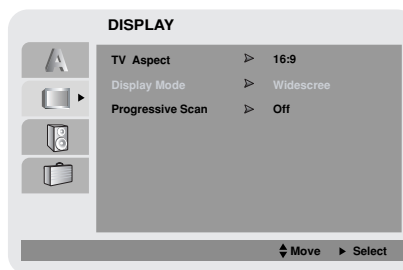 DISPLAY
A
TV Aspect 16:9
Display Mode Widescree
Progressive Scan Off
Move Select